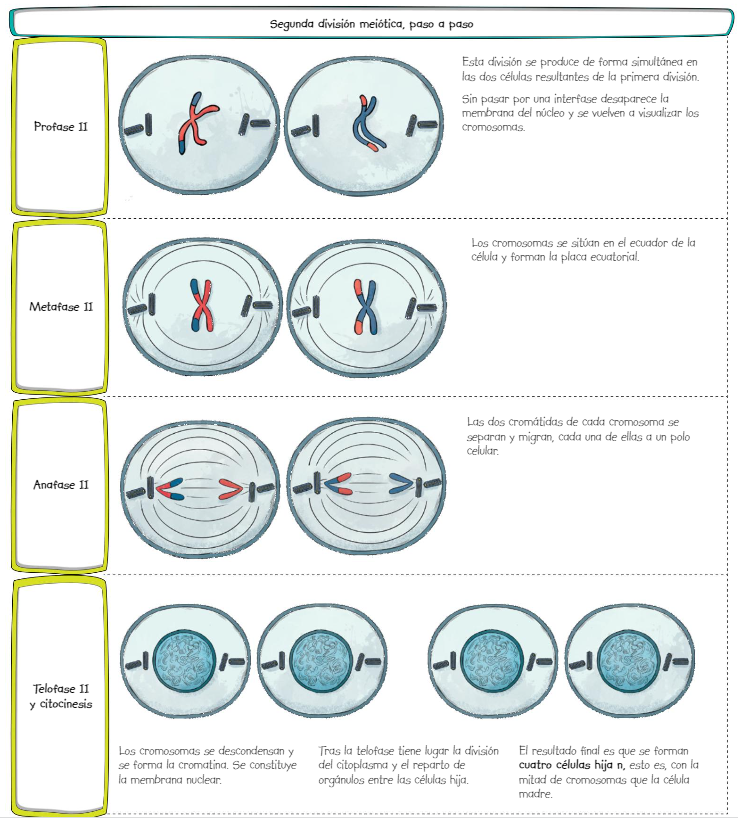 Segunda división meiótica, paso a paso
Profase II
Esta división se produce de forma simultánea en
las dos células resultantes de la primera división.
Sin pasar por una interfase desaparece la
membrana del núcleo y se vuelven a visualizar los
cromosomas.
Metafase II
Los cromosomas se sitúan en el ecuador de la
célula y forman la placa ecuatorial.
Anafase II
Las dos cromátidas de cada cromosoma se
separan y migran, cada una de ellas a un polo
celular.
Telofase II
y citocinesis
Los cromosomas se descondensan y
se forma la cromatina. Se constituye
la membrana nuclear.
Tras la telofase tiene lugar la división
del citoplasma y el reparto de
orgánulos entre las células hija.
El resultado final es que se forman
cuatro células hija n, esto es, con la
mitad de cromosomas que la célula
madre.